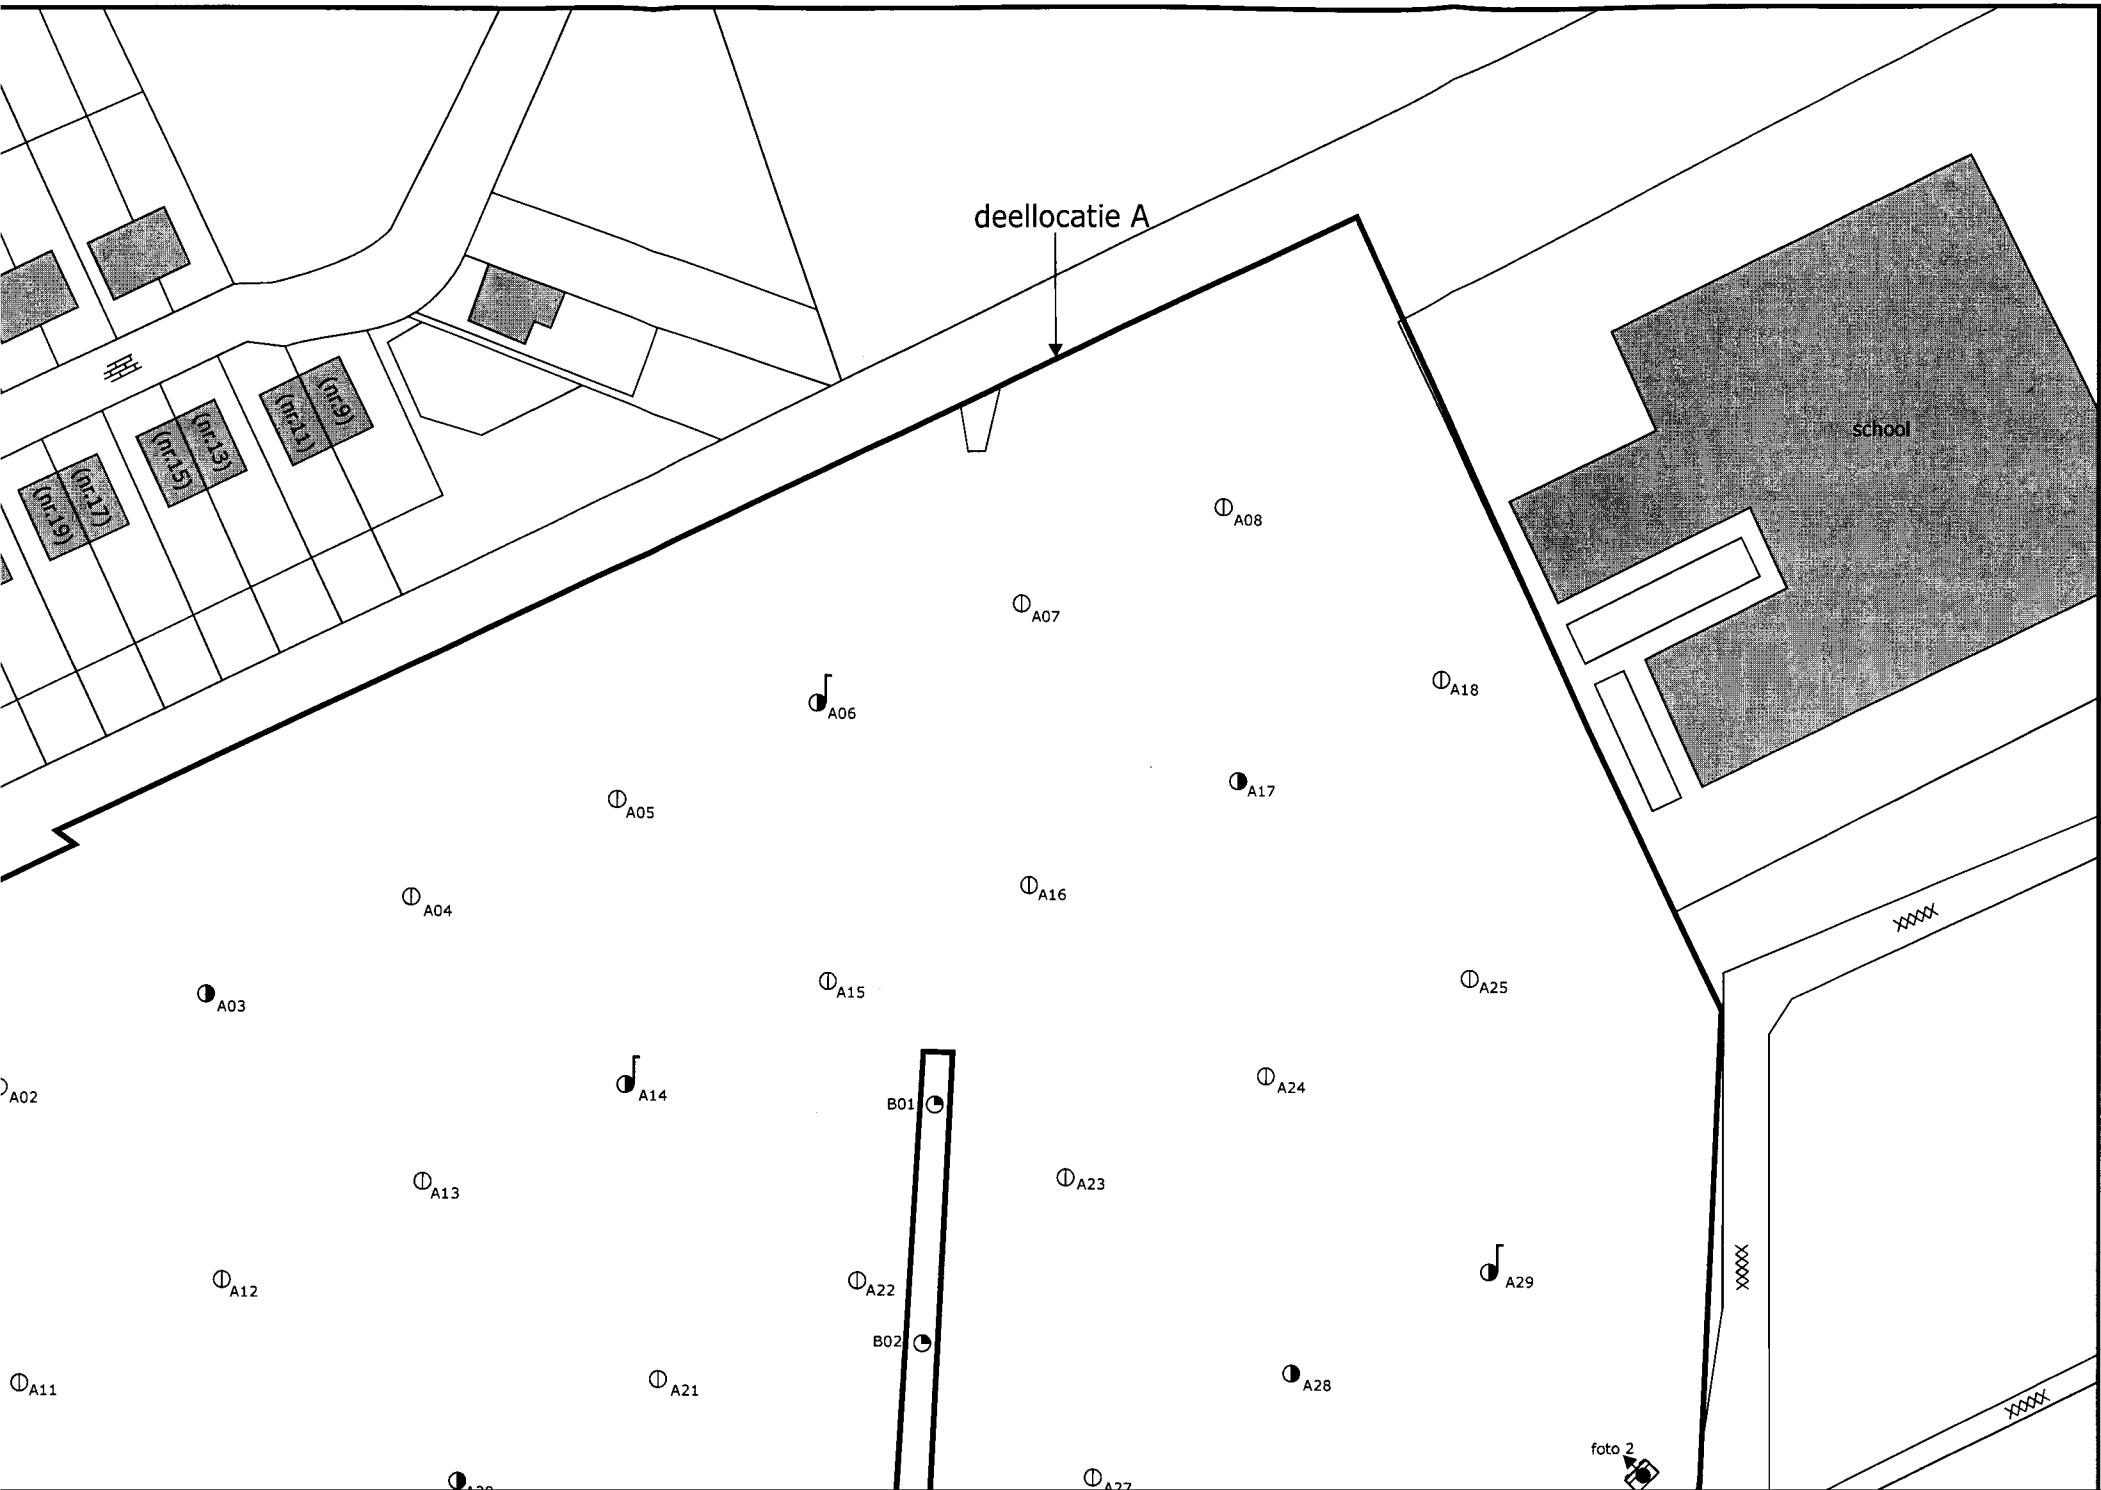 deellocatie A
(nr.9)
(nr.11)
(nr.13)
(nr.15)
(nr.17)
(nr.19)
school
A08
A07
A18
A06
A17
A05
A16
A04
A15
A25
A03
A24
A02
A14
B01
A23
A13
A29
A12
A22
B02
A28
A11
A21
foto 2
A27